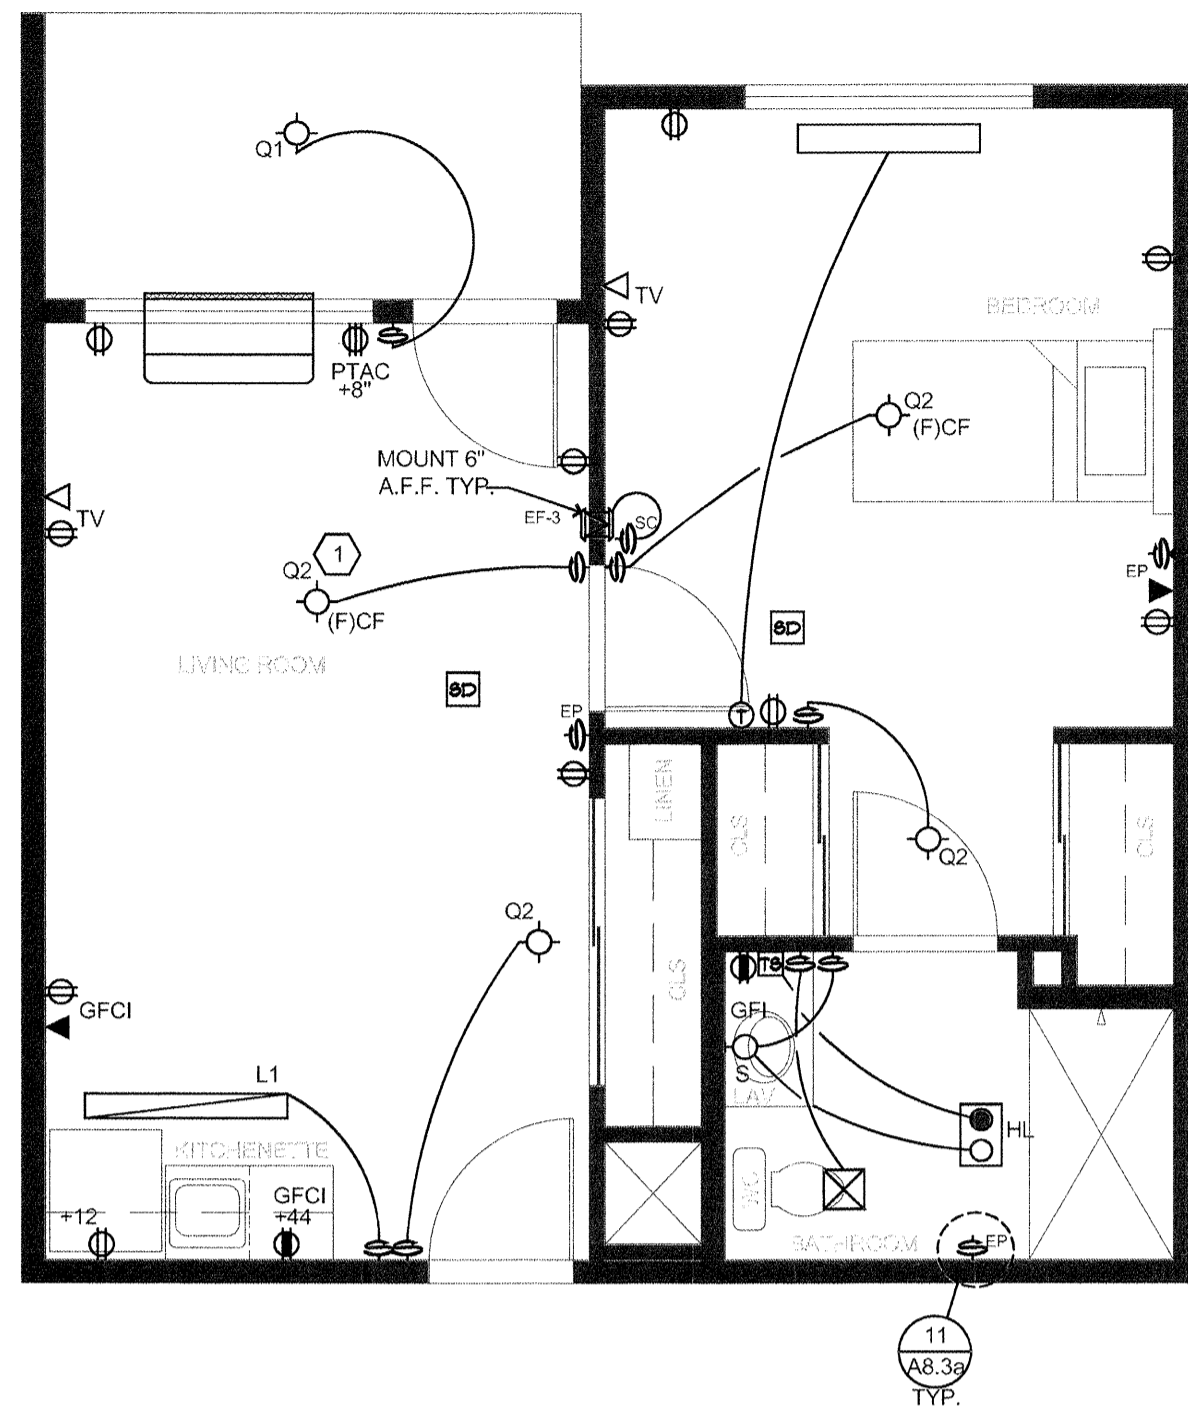 Q1
TV
BEDROOM
PTAC
+8"
Q2
(F)CF
MOUNT 6"
A.F.F. TYP.
TV
EF-3
SC
1
Q2
(F)CF
EP
SD
LIVING ROOM
SD
EP
T
LINEN
CLS
CLS
Q2
Q2
CLS
TS
GFCI
GFI
S
L1
LAV
KITCHENETTE
HL
WC
GFCI
+12
+44
BATHROOM
EP
11
A8.3a
TYP.